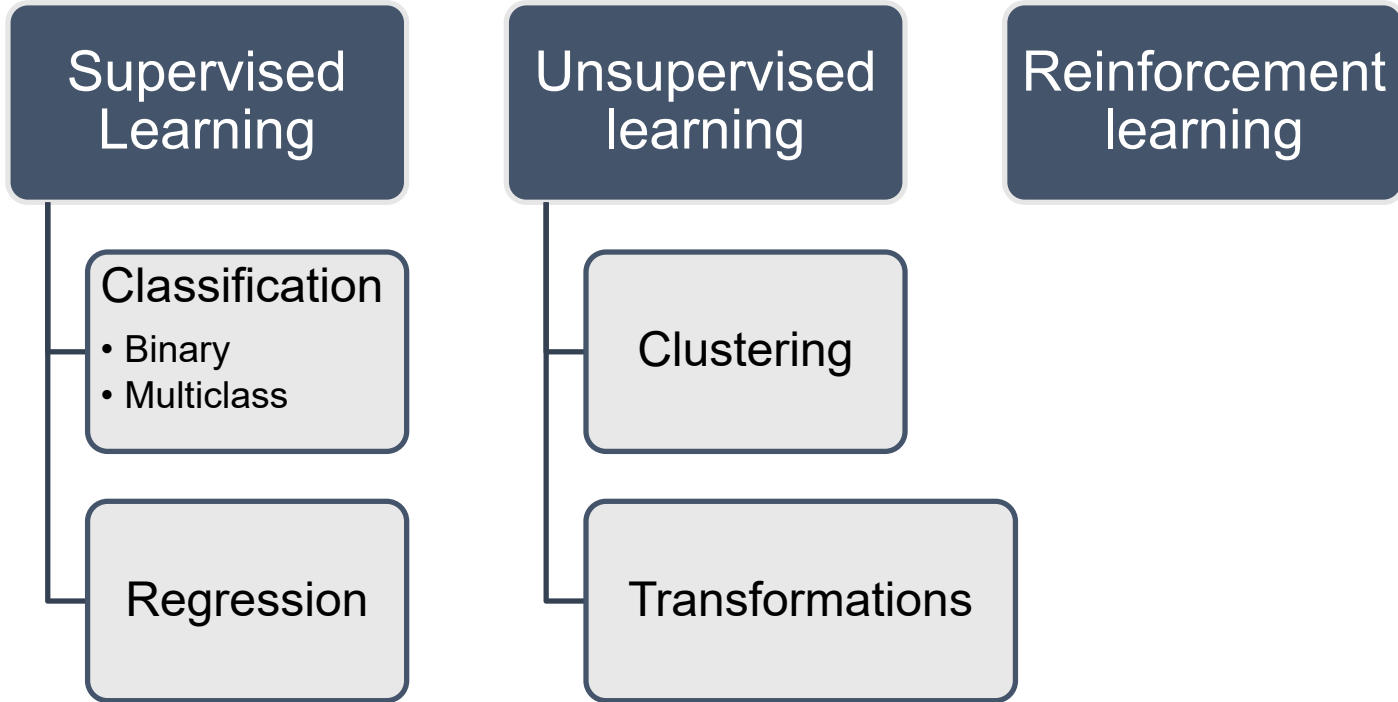 Supervised
Learning
Classification
• Binary
• Multiclass
Regression
Unsupervised
learning
Clustering
Transformations
Reinforcement
learning